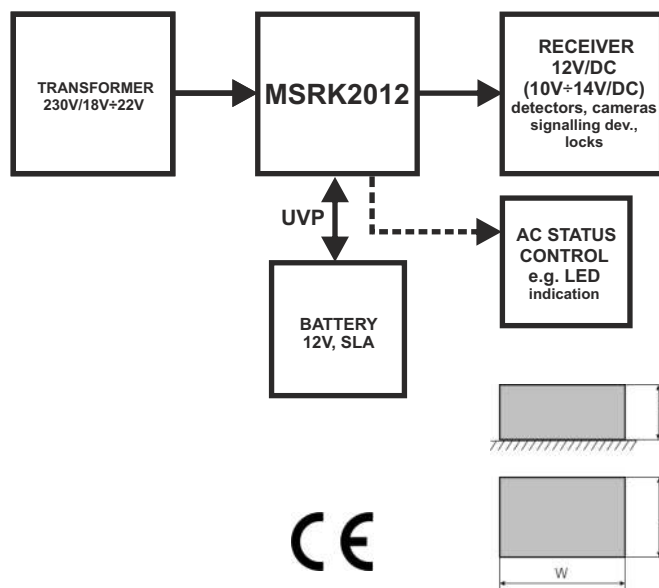 TRANSFORMER
230V/18V÷22V
MSRK2012
RECEIVER
12V/DC
(10V÷14V/DC)
detectors, cameras
signalling dev.,
locks
UVP
AC STATUS
CONTROL
e.g. LED
indication
BATTERY
12V, SLA
CE
W